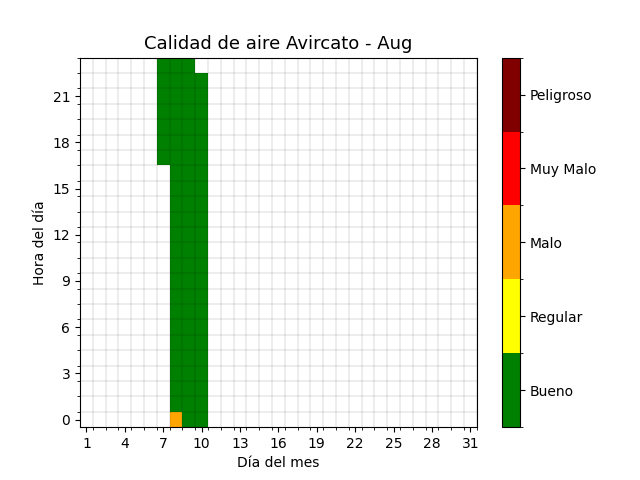 Calidad de aire Avircato - Aug
21
18
15
12
9
6
3
0
Hora del día
1 4 7 10 13 16 19 22 25 28 31
Día del mes
Peligroso
Muy Malo
Malo
Regular
Bueno